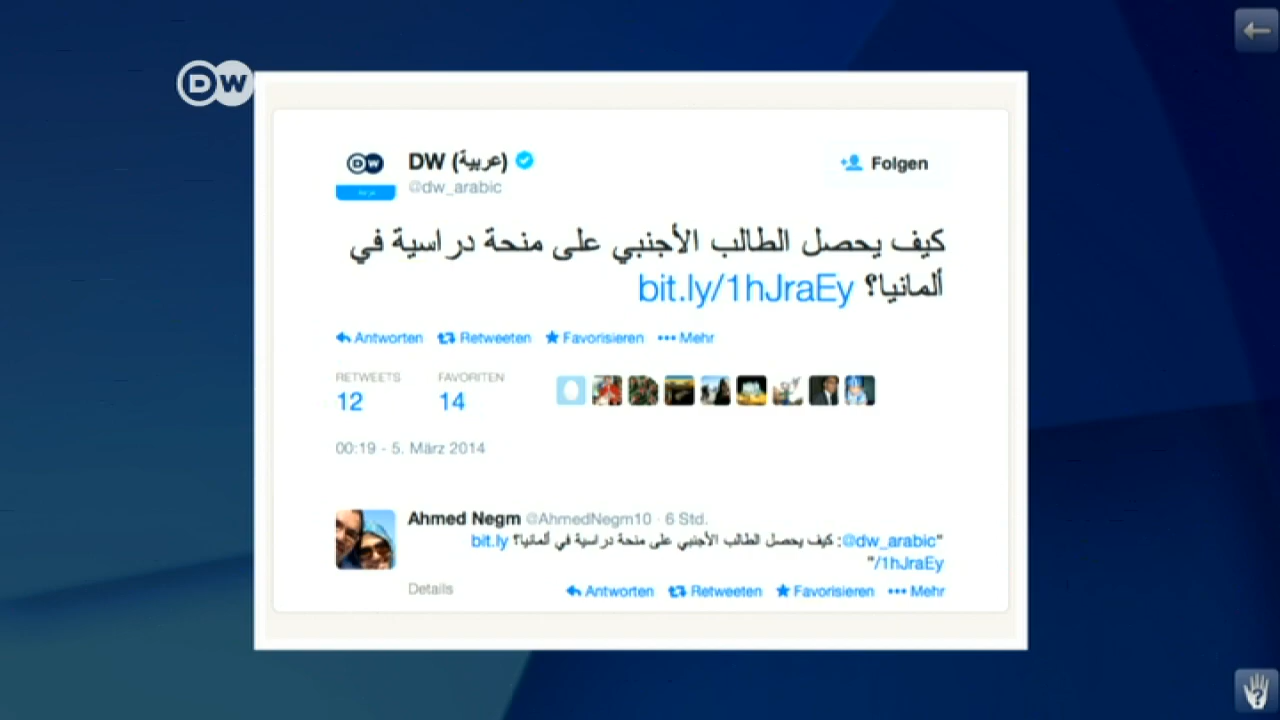 DW
DW (عربية)
@dw_arabic
Folgen
كيف يحصل الطالب الأجنبي على منحة دراسية في
ألمانيا؟ bit.ly/1hJraEy
Antworten Retweeten Favorisieren Mehr
RETWEETS FAVORITEN
12 14
00:19 - 5. März 2014
Ahmed Negm @AhmedNegm10 · 6 Std.
"@dw_arabic: كيف يحصل الطالب الأجنبي على منحة دراسية في ألمانيا؟ bit.ly
/1hJraEy"
Details Antworten Retweeten Favorisieren Mehr